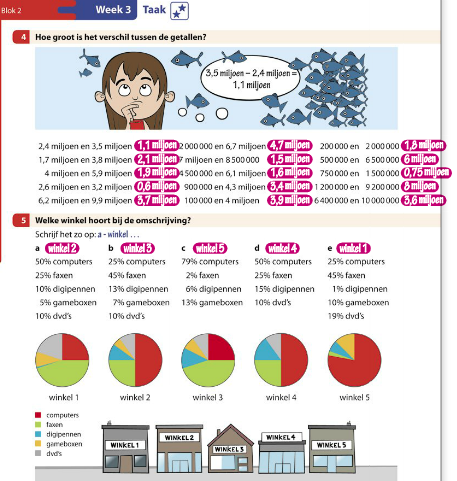 Blok 2
Week 3 Taak
4 Hoe groot is het verschil tussen de getallen?
3,5 miljoen – 2,4 miljoen =
1,1 miljoen
2,4 miljoen en 3,5 miljoen 1,1 miljoen 2 000 000 en 6,7 miljoen 4,7 miljoen 200 000 en 2 000 000 1,8 miljoen
1,7 miljoen en 3,8 miljoen 2,1 miljoen 7 miljoen en 8 500 000 1,5 miljoen 500 000 en 6 500 000 6 miljoen
4 miljoen en 5,9 miljoen 1,9 miljoen 4 500 000 en 6,1 miljoen 1,6 miljoen 750 000 en 1 500 000 0,75 miljoen
2,6 miljoen en 3,2 miljoen 0,6 miljoen 900 000 en 4,3 miljoen 3,4 miljoen 1 200 000 en 9 200 000 8 miljoen
6,2 miljoen en 9,9 miljoen 3,7 miljoen 100 000 en 4 miljoen 3,9 miljoen 6 400 000 en 10 000 000 3,6 miljoen
5 Welke winkel hoort bij de omschrijving?
Schrijf het zo op: a - winkel . . .
a winkel 2 b winkel 3 c winkel 5 d winkel 4 e winkel 1
50% computers 25% computers 79% computers 50% computers 25% computers
25% faxen 45% faxen 2% faxen 25% faxen 45% faxen
10% digipennen 13% digipennen 6% digipennen 15% digipennen 1% digipennen
5% gameboxen 7% gameboxen 13% gameboxen 10% dvd's 10% gameboxen
10% dvd's 10% dvd's 19% dvd's
winkel 1 winkel 2 winkel 3 winkel 4 winkel 5
computers
faxen
digipennen
gameboxen
dvd's
WINKEL 1 WINKEL 2 WINKEL 3 WINKEL 4 WINKEL 5